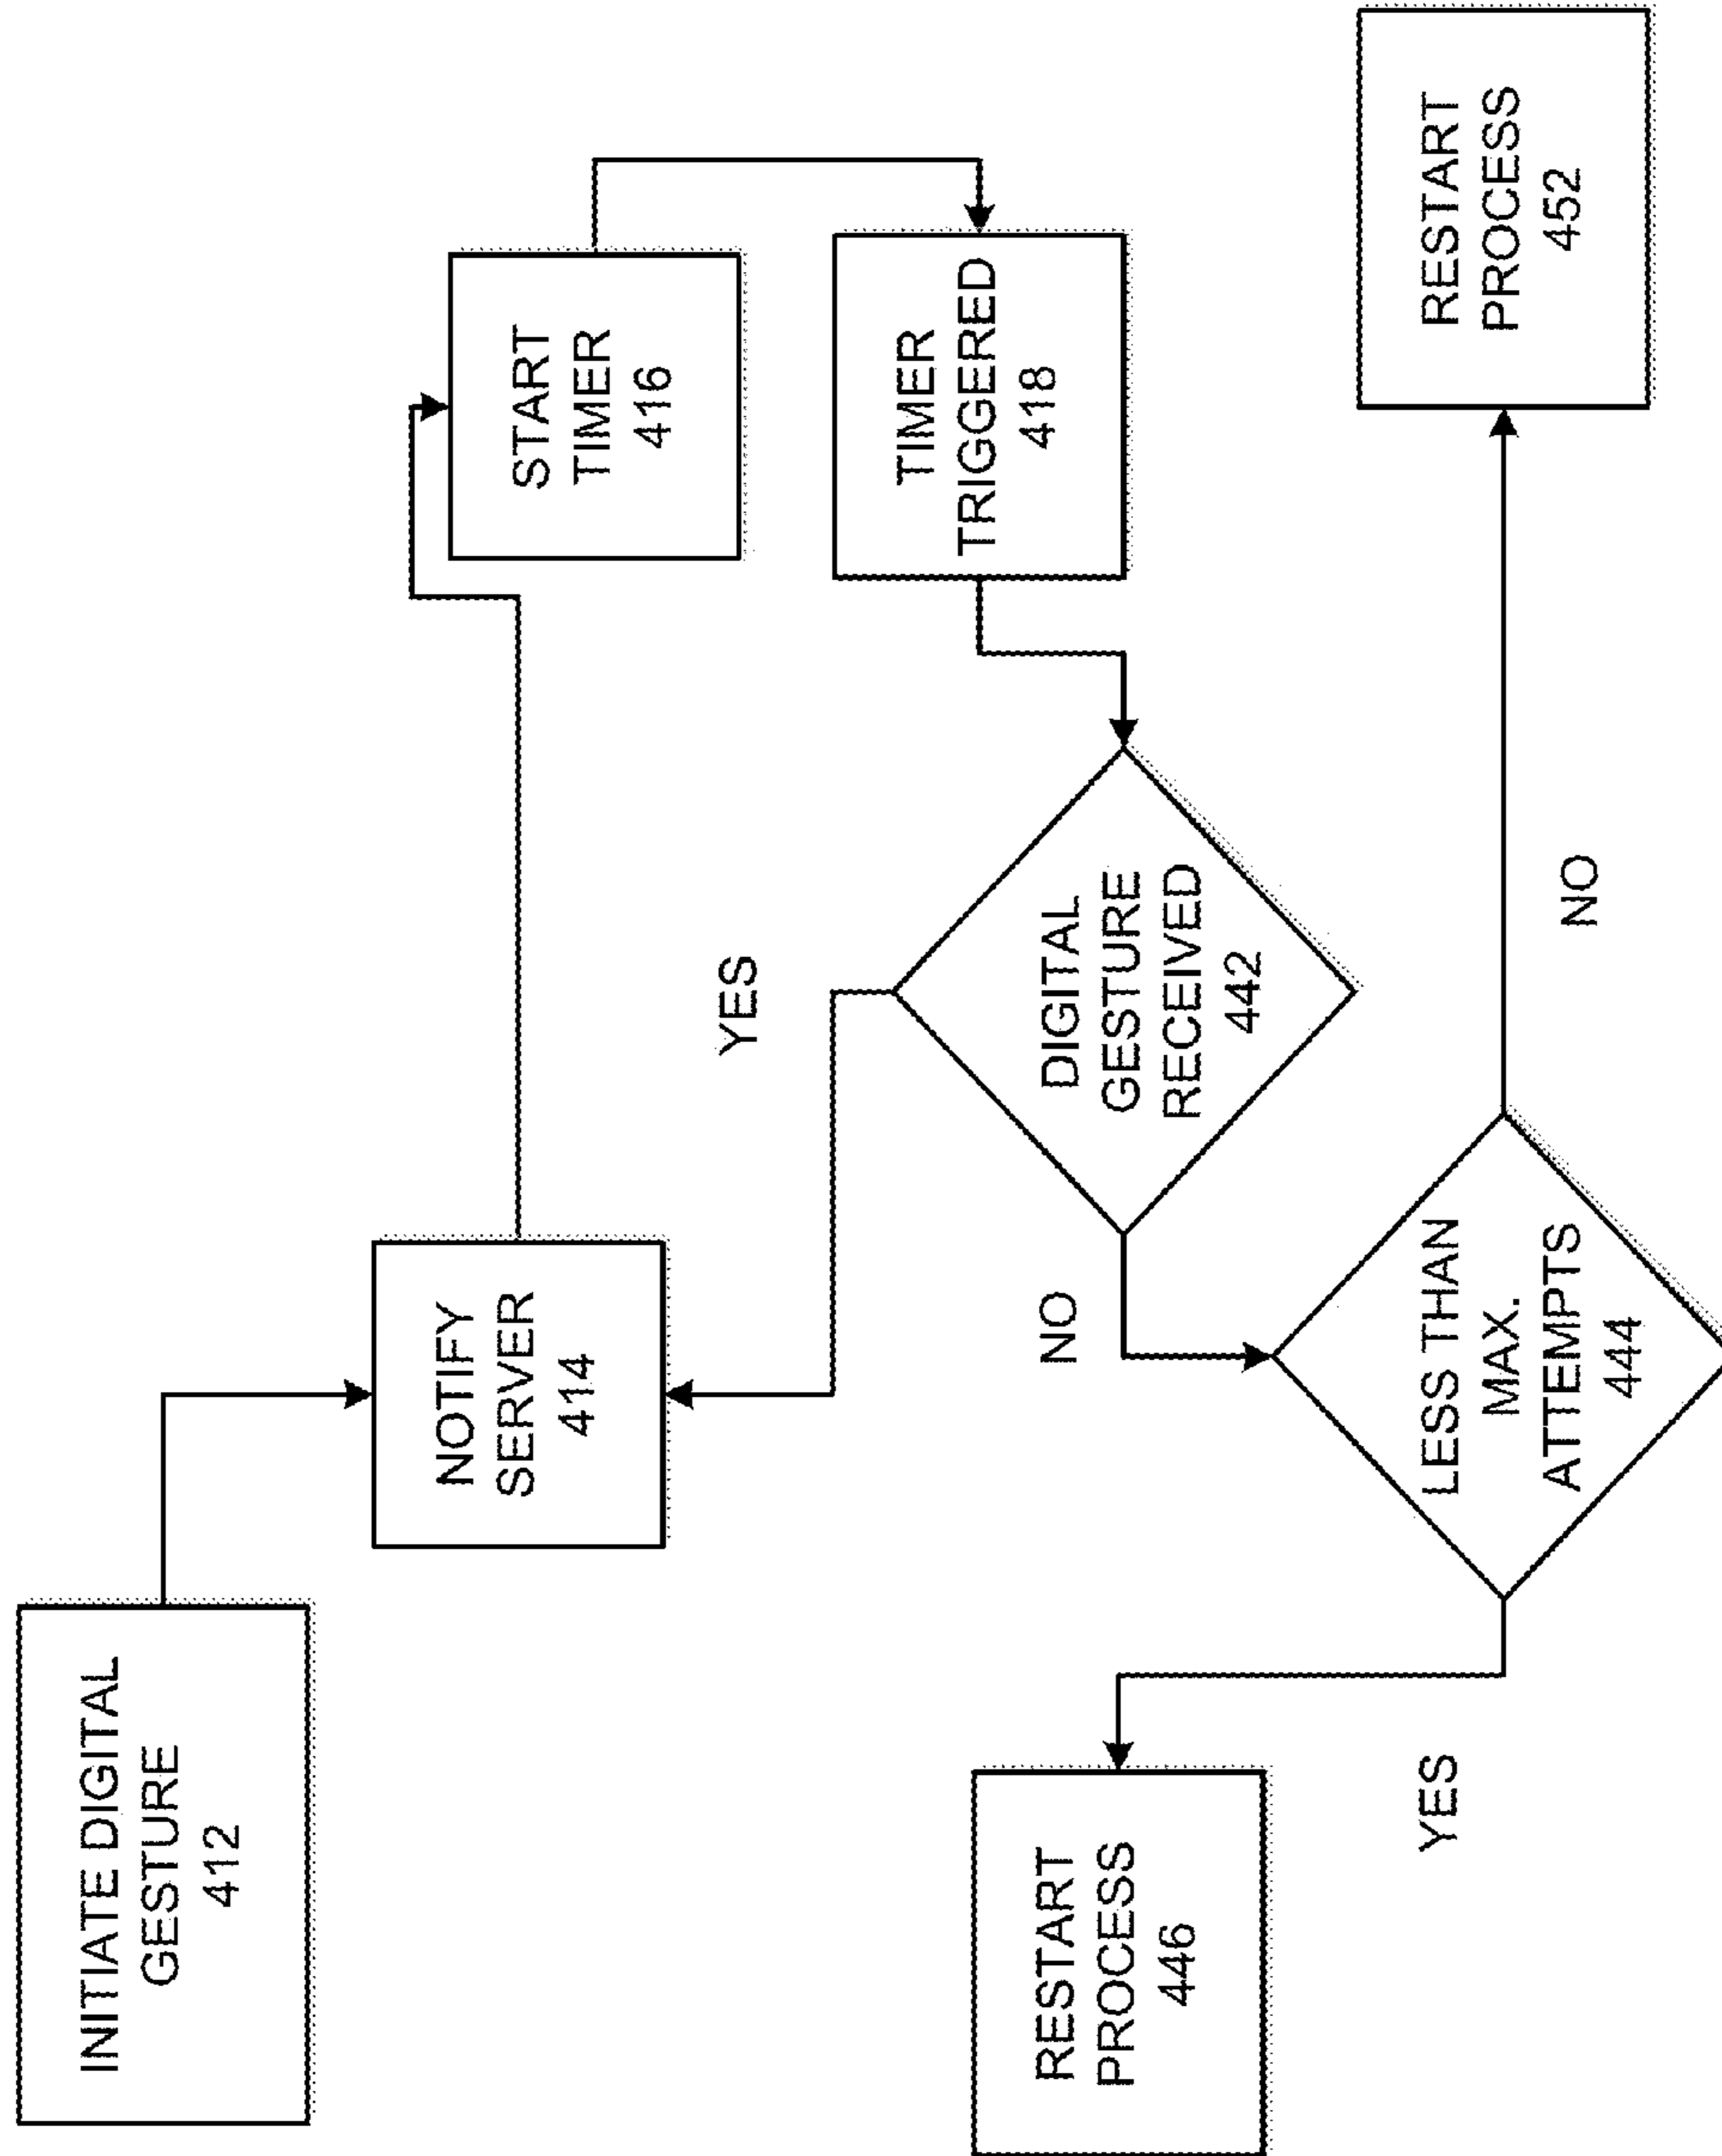 INITIATE DIGITAL
GESTURE
412
NOTIFY
SERVER
414
START
TIMER
416
TIMER
TRIGGERED
418
YES
DIGITAL
GESTURE
RECEIVED
442
NO
LESS THAN
MAX.
ATTEMPTS
444
YES
RESTART
PROCESS
446
NO
RESTART
PROCESS
452